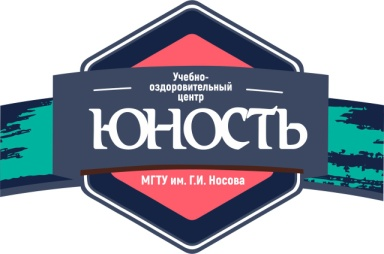 Учебно-
оздоровительный
центр
ЮНОСТЬ
МГТУ им. Г.И. Носова